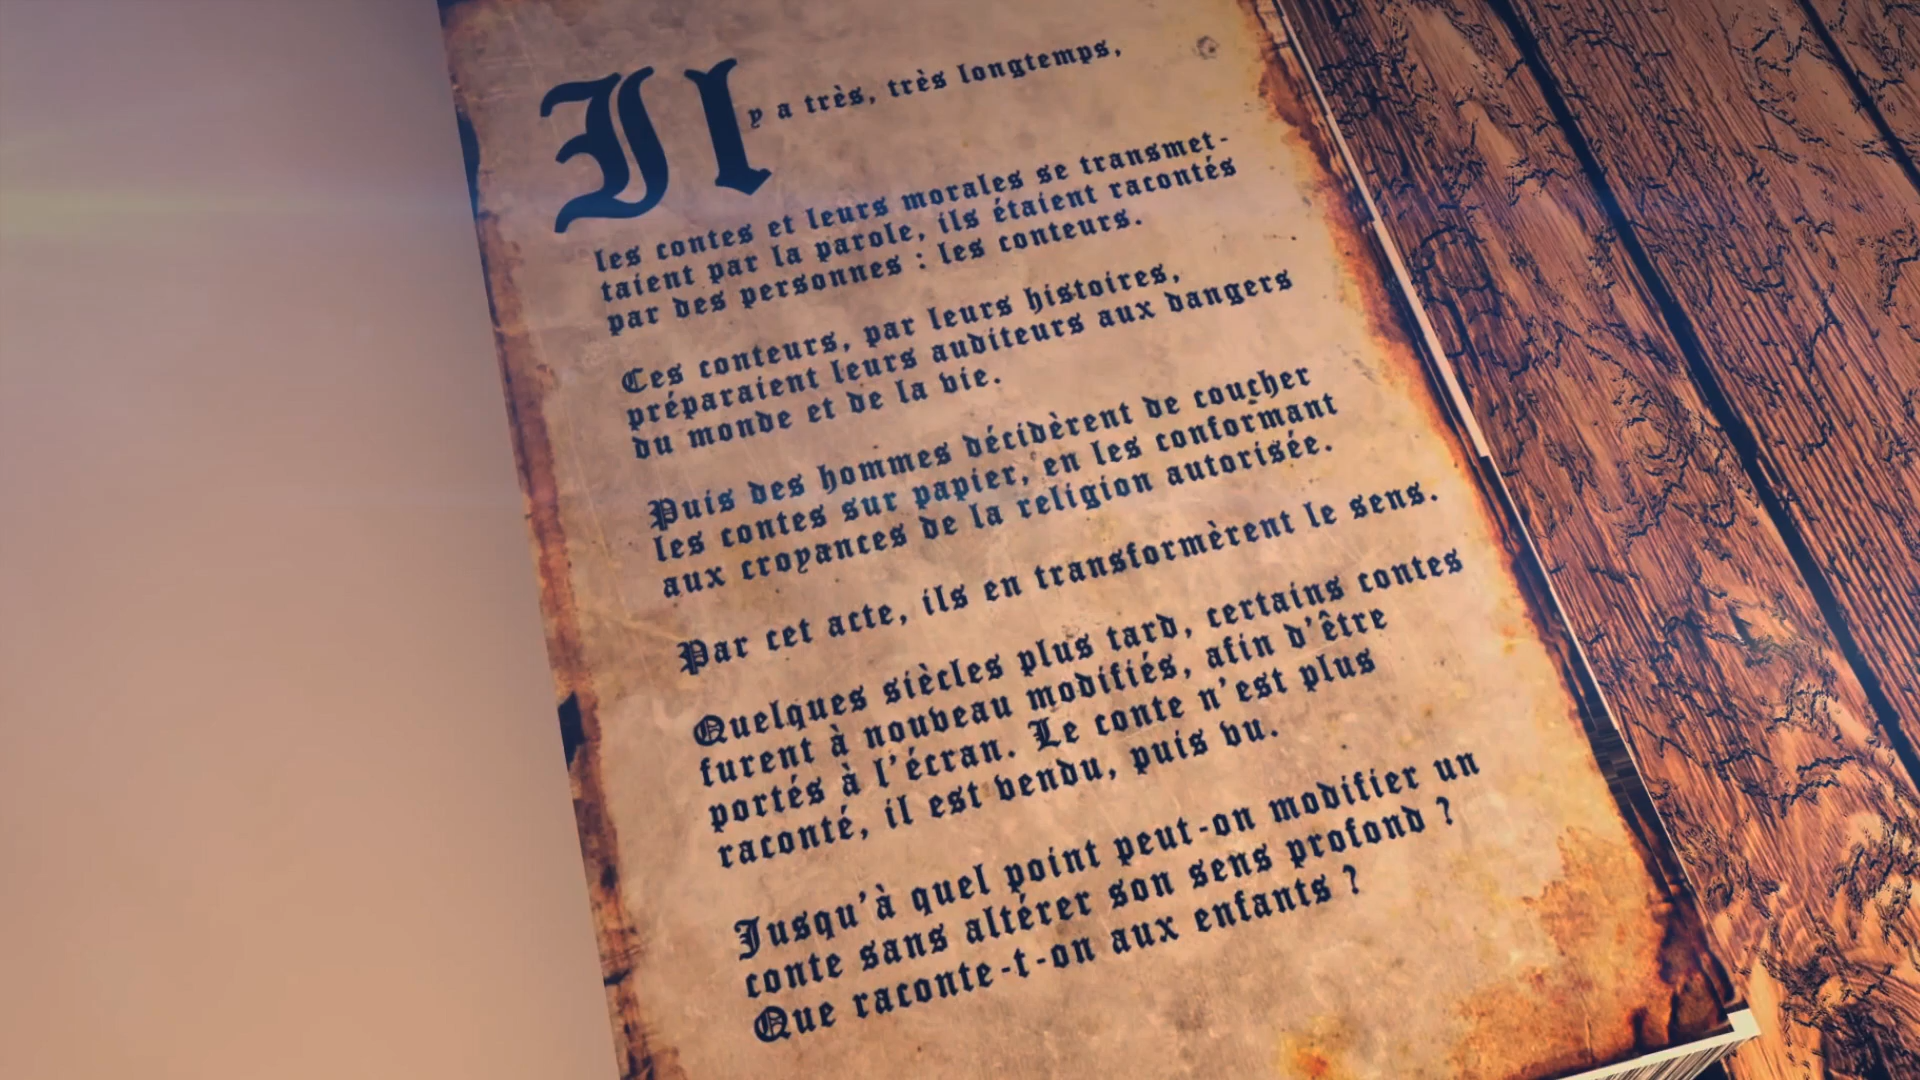 Il y a très, très longtemps,
les contes et leurs morales se transmet-
taient par la parole, ils étaient racontés
par des personnes : les conteurs.
Ces conteurs, par leurs histoires,
préparaient leurs auditeurs aux dangers
du monde et de la vie.
Puis des hommes décidèrent de coucher
les contes sur papier, en les conformant
aux croyances de la religion autorisée.
Par cet acte, ils en transformèrent le sens.
Quelques siècles plus tard, certains contes
furent à nouveau modifiés, afin d'être
portés à l'écran. Le conte n'est plus
raconté, il est vendu, puis vu.
Jusqu'à quel point peut-on modifier un
conte sans altérer son sens profond ?
Que raconte-t-on aux enfants ?